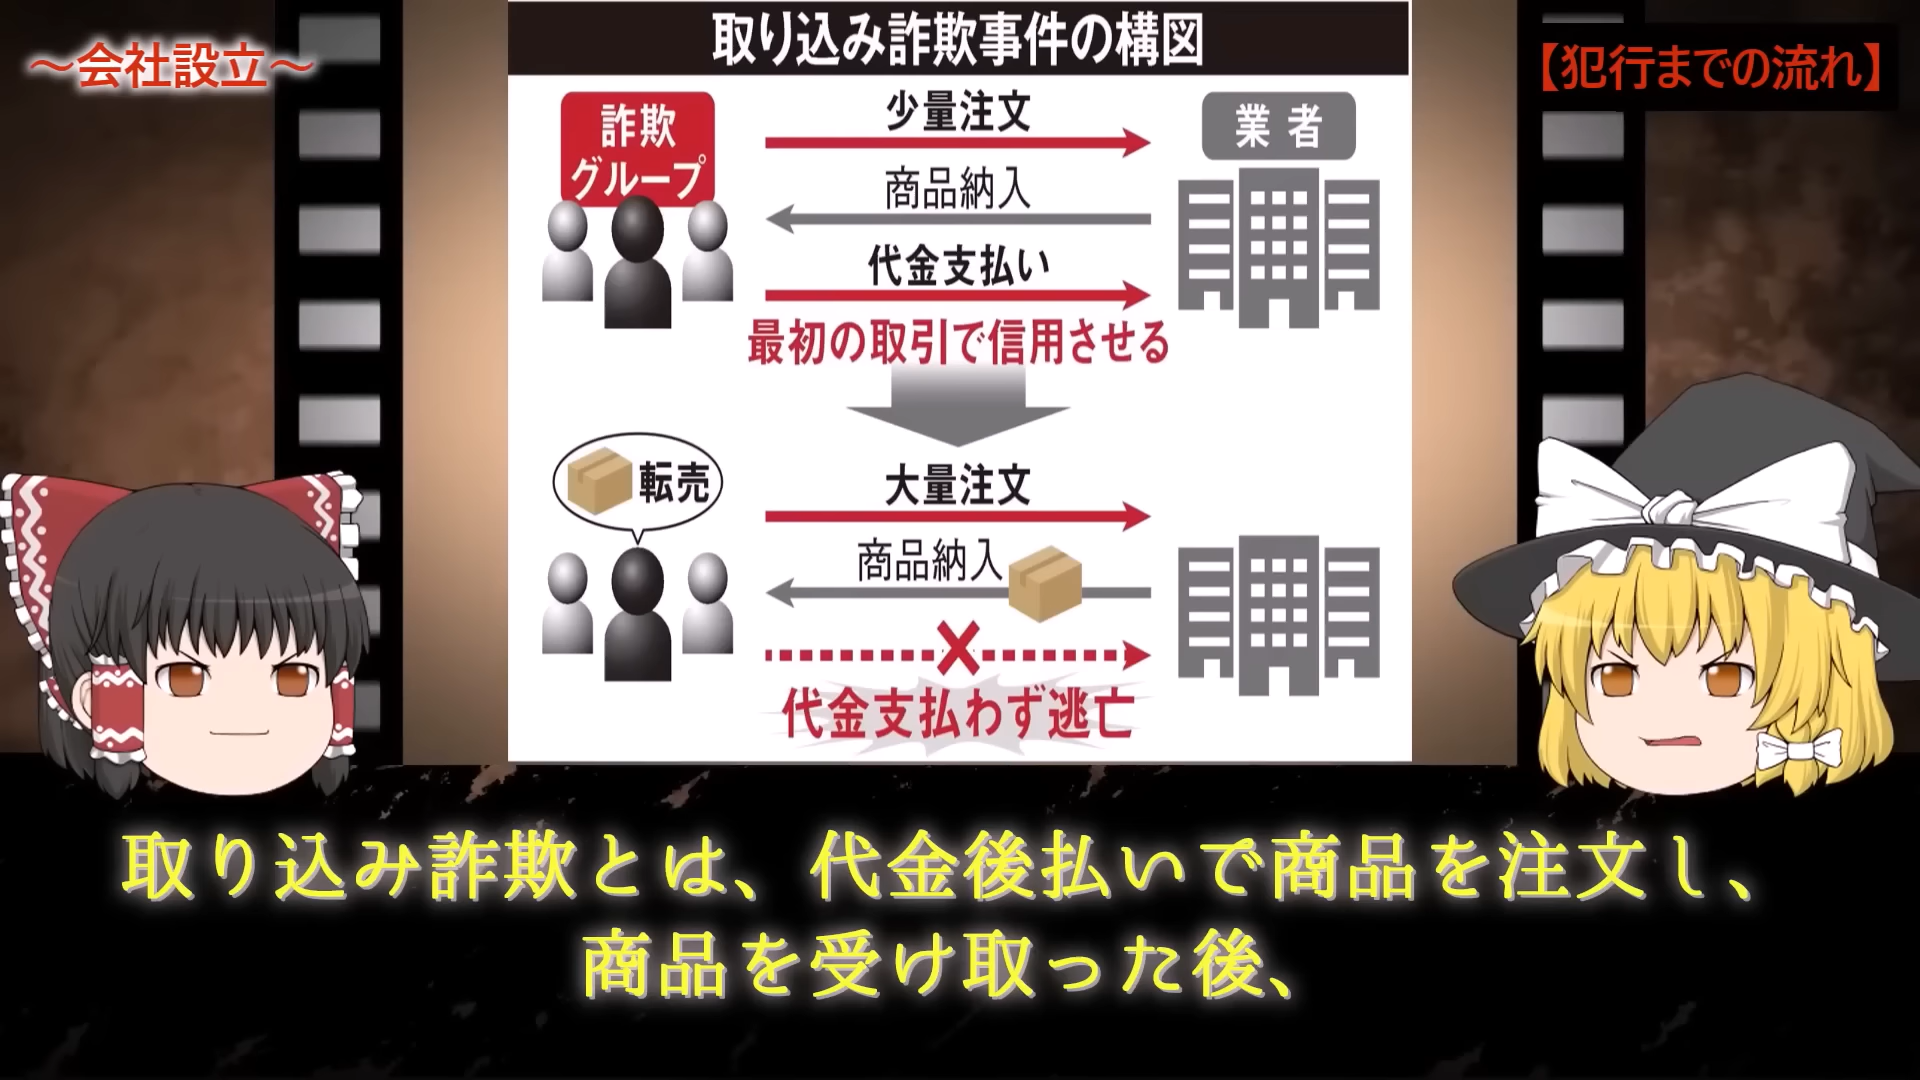 ～会社設立～
【犯行までの流れ】
取り込み詐欺事件の構図
詐欺
グループ
少量注文
業者
商品納入
代金支払い
最初の取引で信用させる
転売
大量注文
商品納入
代金支払わず逃亡
取り込み詐欺とは、代金後払いで商品を注文し、
商品を受け取った後、